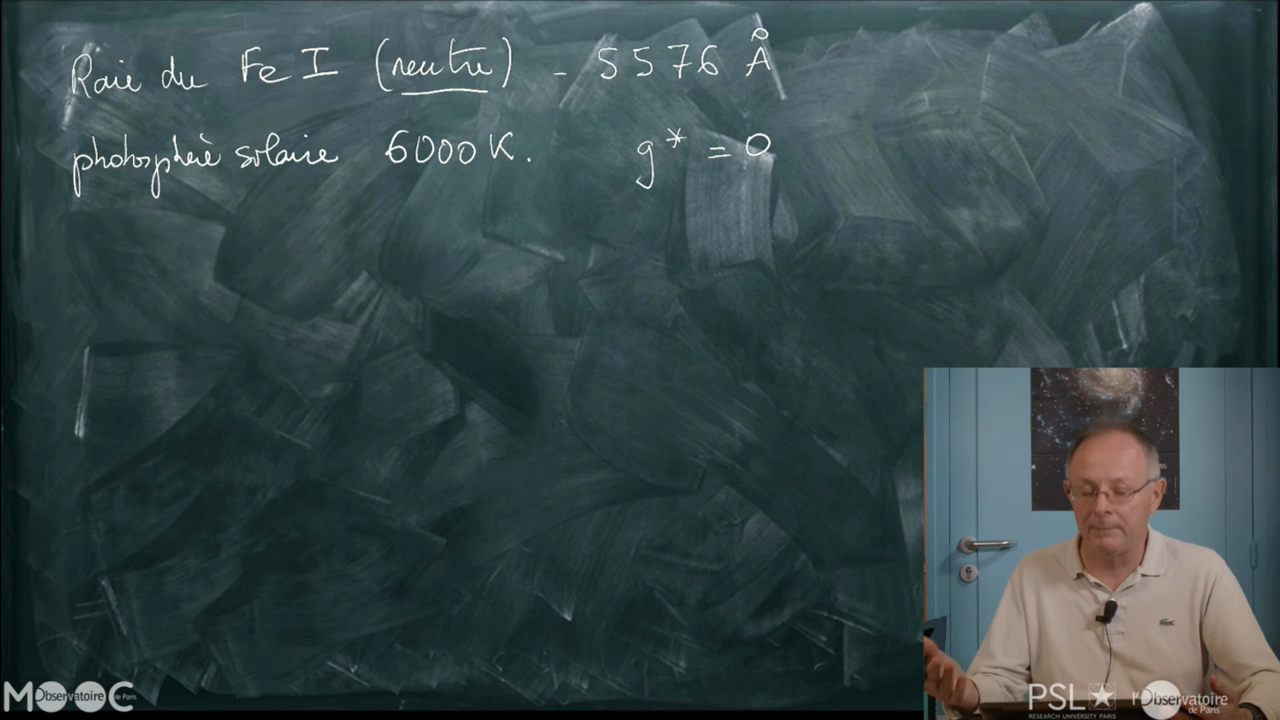 Raie du Fe I (neutre) - 5576 Å
photosphère solaire 6000 K. g* = 0
MOOC
l'Observatoire de Paris
PSL★
RESEARCH UNIVERSITY PARIS
l'Observatoire
de Paris